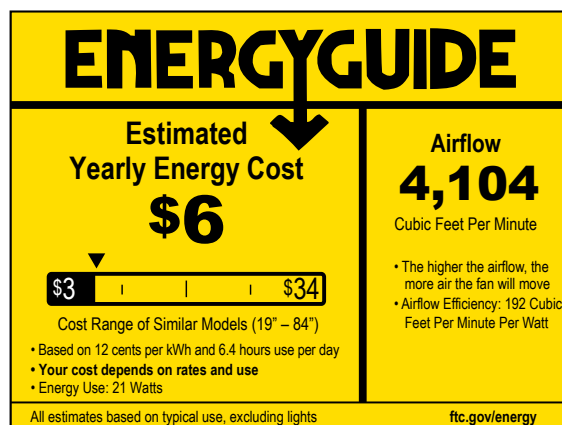 ENERGYGUIDE
Estimated
Yearly Energy Cost
$6
$3
$34
Cost Range of Similar Models (19” – 84”)
• Based on 12 cents per kWh and 6.4 hours use per day
• Your cost depends on rates and use
• Energy Use: 21 Watts
All estimates based on typical use, excluding lights
Airflow
4,104
Cubic Feet Per Minute
• The higher the airflow, the
more air the fan will move
• Airflow Efficiency: 192 Cubic
Feet Per Minute Per Watt
ftc.gov/energy